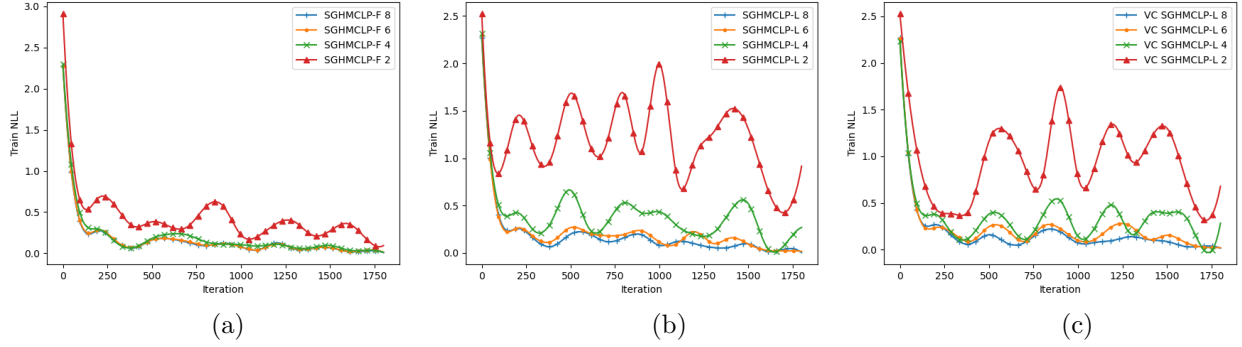 3.0
2.5
2.0
1.5
1.0
0.5
0.0
Train NLL
0
250
500
750
1000
1250
1500
1750
Iteration
SGHMCLP-F 8
SGHMCLP-F 6
SGHMCLP-F 4
SGHMCLP-F 2
(a)
2.5
2.0
1.5
1.0
0.5
0.0
Train NLL
0
250
500
750
1000
1250
1500
1750
Iteration
SGHMCLP-L 8
SGHMCLP-L 6
SGHMCLP-L 4
SGHMCLP-L 2
(b)
2.5
2.0
1.5
1.0
0.5
0.0
Train NLL
0
250
500
750
1000
1250
1500
1750
Iteration
VC SGHMCLP-L 8
VC SGHMCLP-L 6
VC SGHMCLP-L 4
VC SGHMCLP-L 2
(c)